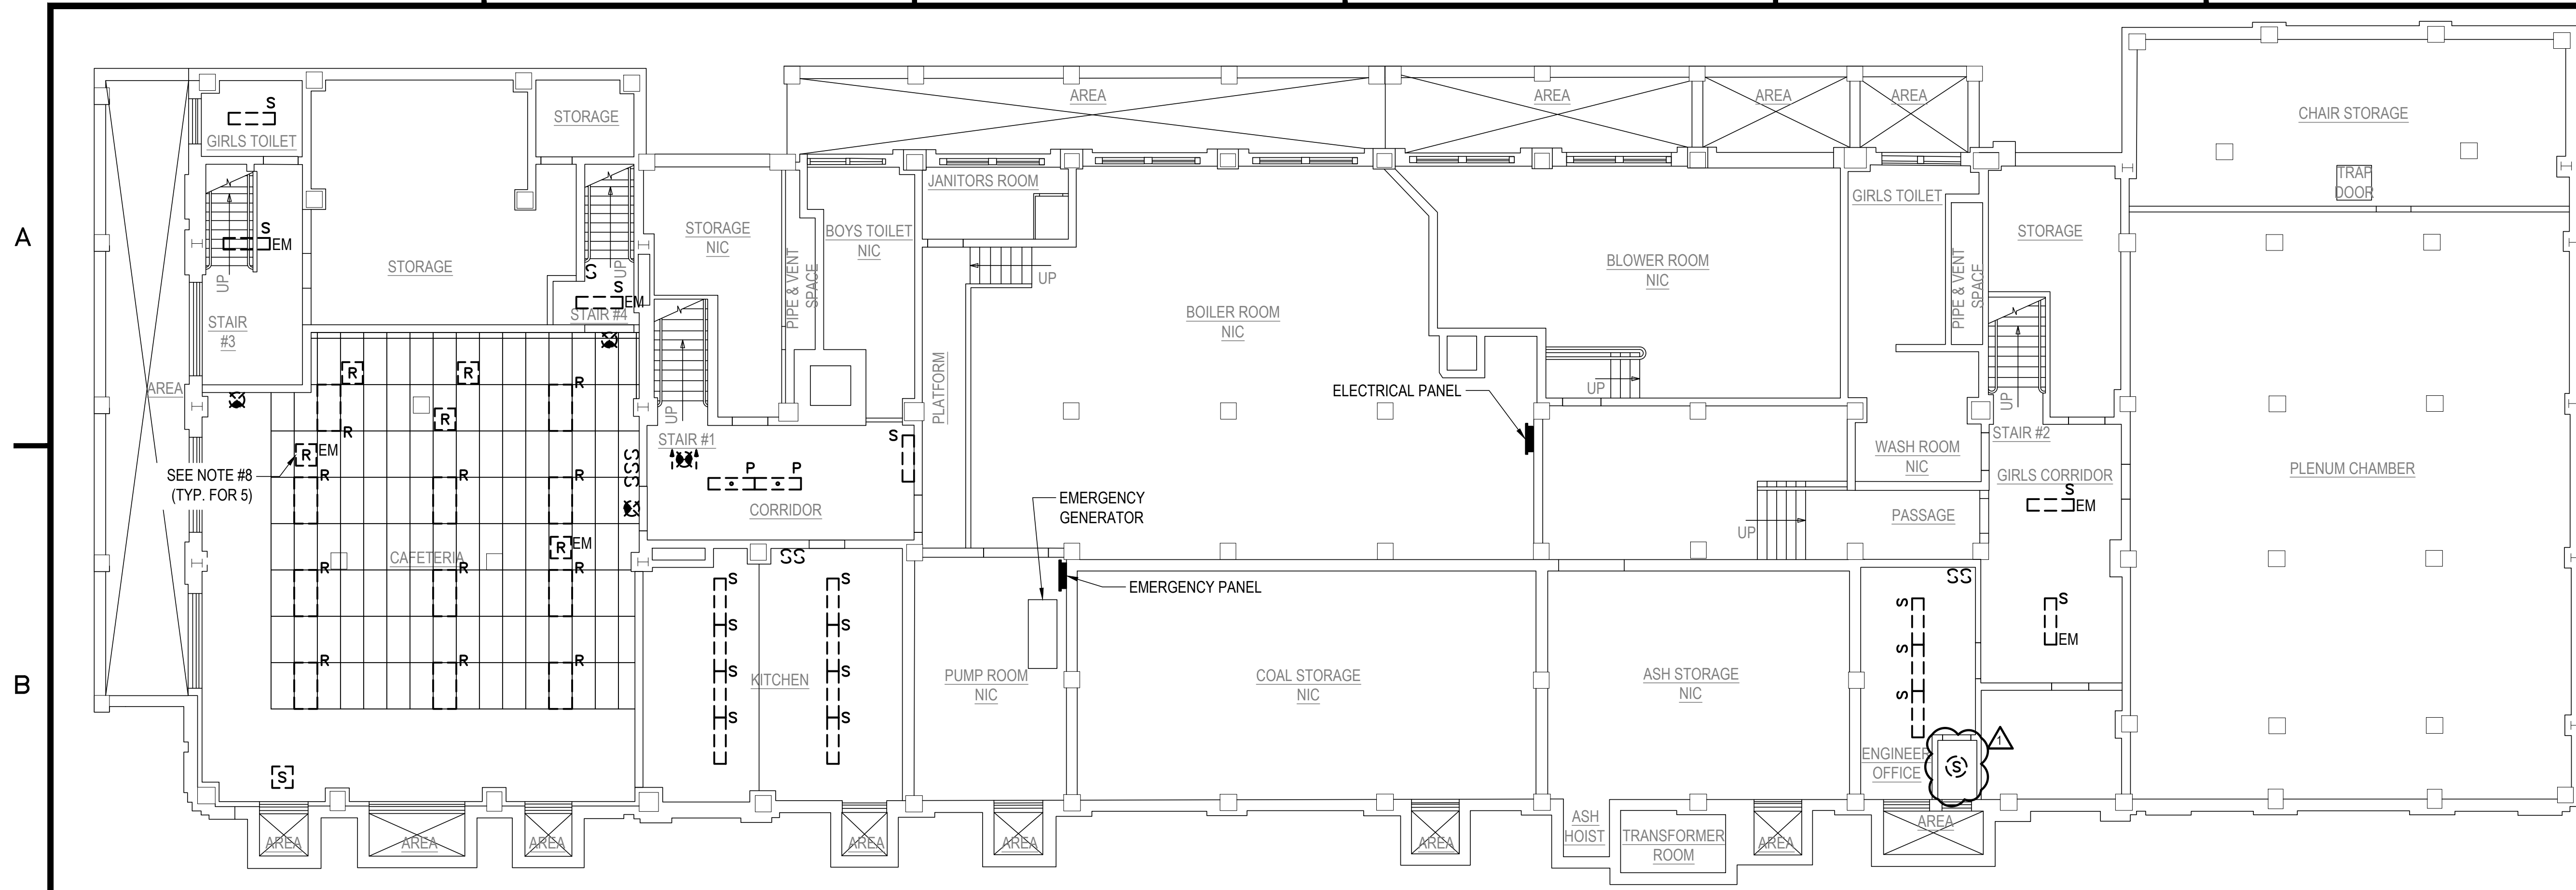 A
B
AREA
AREA
AREA
AREA
CHAIR STORAGE
TRAP
DOOR
S
GIRLS TOILET
STORAGE
S
EM
UP
STAIR
#3
STORAGE
S
UP
S
EM
STAIR #4
STORAGE
NIC
PIPE & VENT
SPACE
BOYS TOILET
NIC
JANITORS ROOM
UP
BOILER ROOM
NIC
PLATFORM
BLOWER ROOM
NIC
UP
ELECTRICAL PANEL
GIRLS TOILET
PIPE & VENT
SPACE
STORAGE
UP
STAIR #2
WASH ROOM
NIC
GIRLS CORRIDOR
S
EM
PLENUM CHAMBER
UP
PASSAGE
AREA
R
R
R
R
R
R
EM
SEE NOTE #8
(TYP. FOR 5)
R
R
R
SSS
UP
STAIR #1
P
P
S
CORRIDOR
EMERGENCY
GENERATOR
CAFETERIA
R
EM
R
R
R
SS
EMERGENCY PANEL
S
S
S
S
S
S
S
S
KITCHEN
R
R
R
PUMP ROOM
NIC
COAL STORAGE
NIC
ASH STORAGE
NIC
SS
S
S
S
S
EM
ENGINEER
OFFICE
S
1
S
AREA
AREA
AREA
AREA
AREA
AREA
ASH
HOIST
TRANSFORMER
ROOM
AREA
AREA